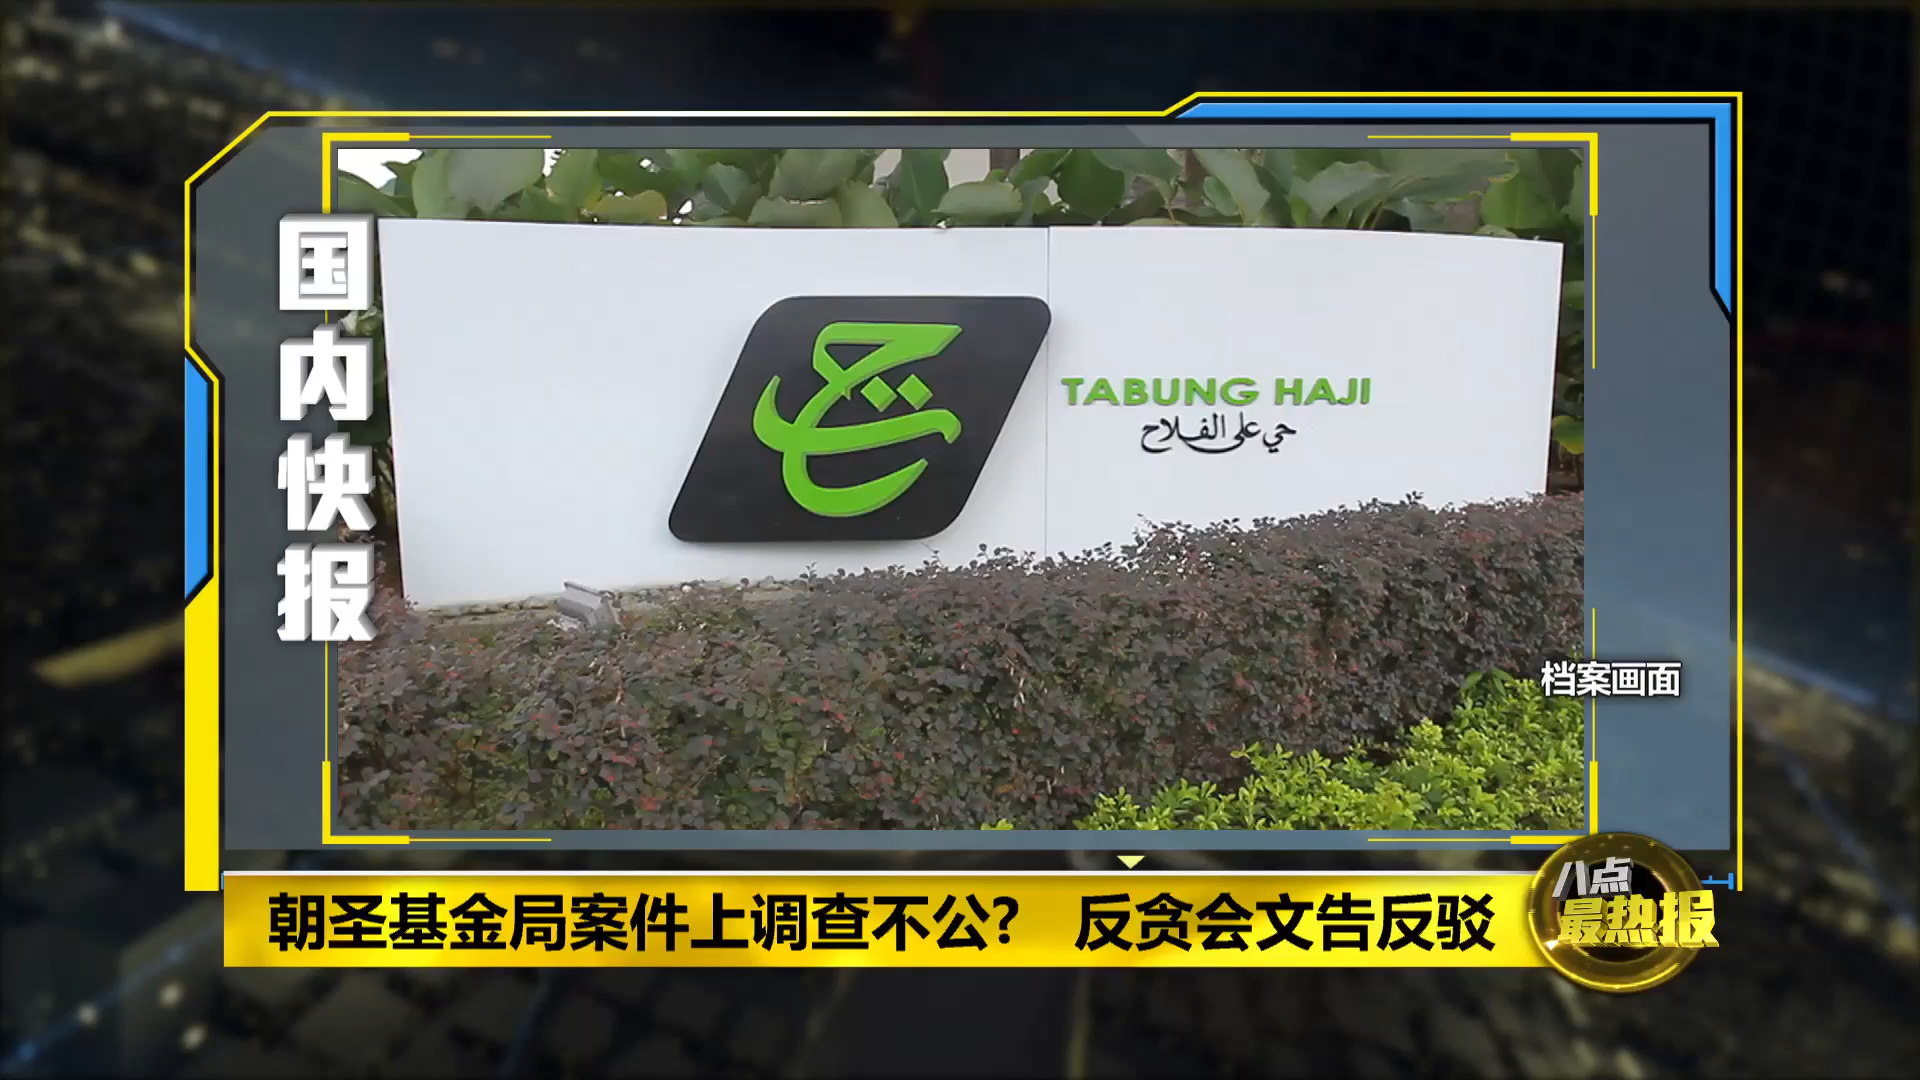 国内快报
TABUNG HAJI
حي على الفلاح
档案画面
朝圣基金局案件上调查不公? 反贪会文告反驳
八点
最热报